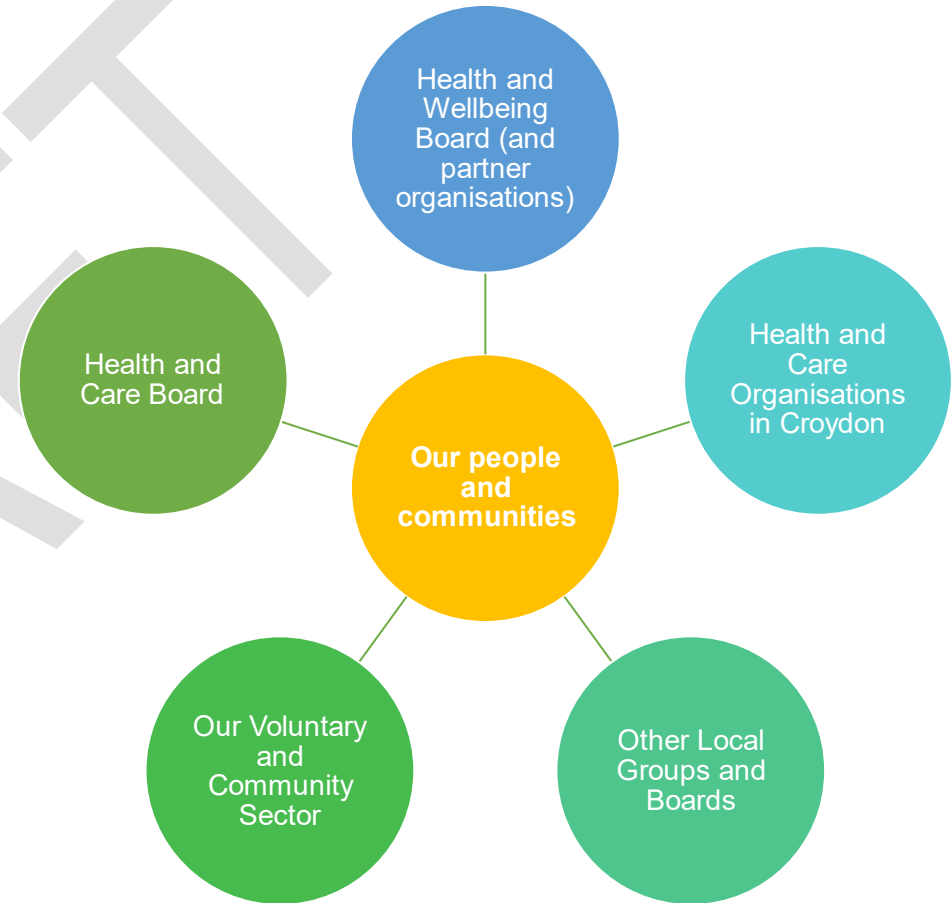 Health and
Wellbeing
Board (and
partner
organisations)
Health and
Care Board
Health and
Care
Organisations
in Croydon
Our people
and
communities
Our Voluntary
and
Community
Sector
Other Local
Groups and
Boards